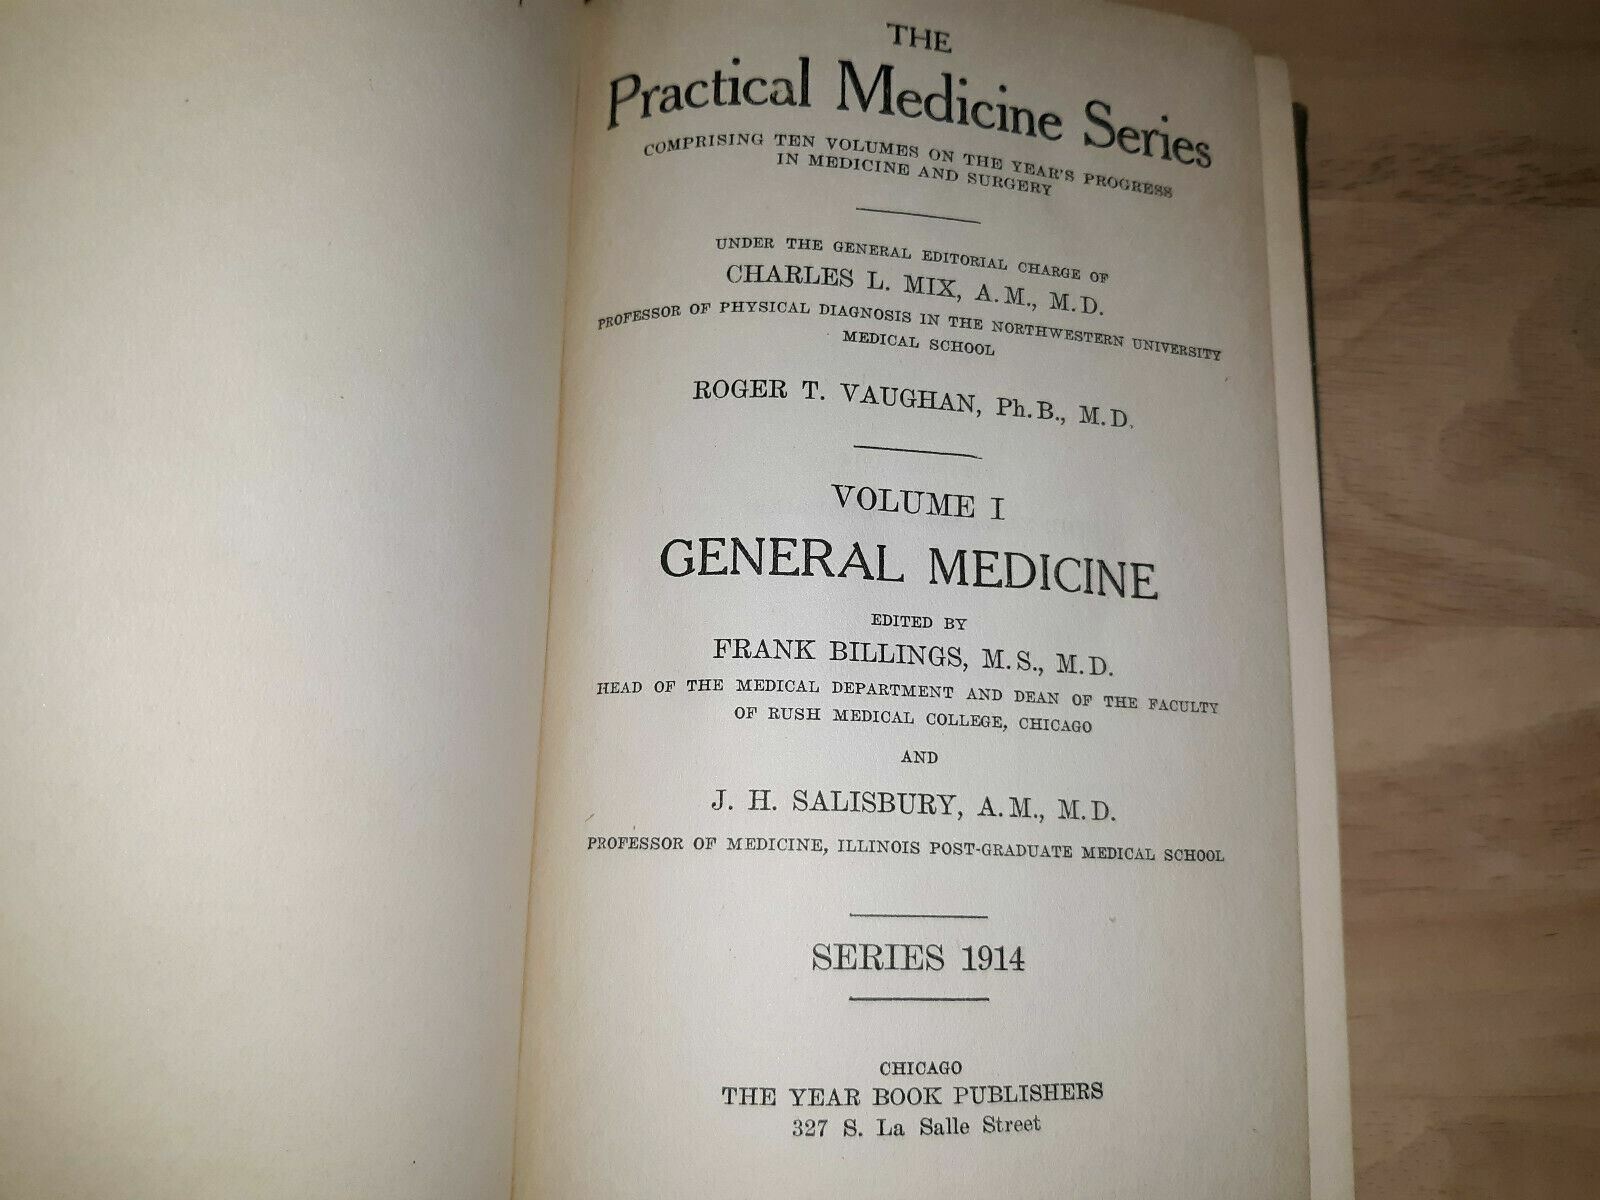 THE
Practical Medicine Series
COMPRISING TEN VOLUMES ON THE YEAR'S PROGRESS
IN MEDICINE AND SURGERY
UNDER THE GENERAL EDITORIAL CHARGE OF
CHARLES L. MIX, A.M., M.D.
PROFESSOR OF PHYSICAL DIAGNOSIS IN THE NORTHWESTERN UNIVERSITY
MEDICAL SCHOOL
ROGER T. VAUGHAN, Ph.B., M.D.
VOLUME I
GENERAL MEDICINE
EDITED BY
FRANK BILLINGS, M.S., M.D.
HEAD OF THE MEDICAL DEPARTMENT AND DEAN OF THE FACULTY
OF RUSH MEDICAL COLLEGE, CHICAGO
AND
J. H. SALISBURY, A.M., M.D.
PROFESSOR OF MEDICINE, ILLINOIS POST-GRADUATE MEDICAL SCHOOL
SERIES 1914
CHICAGO
THE YEAR BOOK PUBLISHERS
327 S. La Salle Street